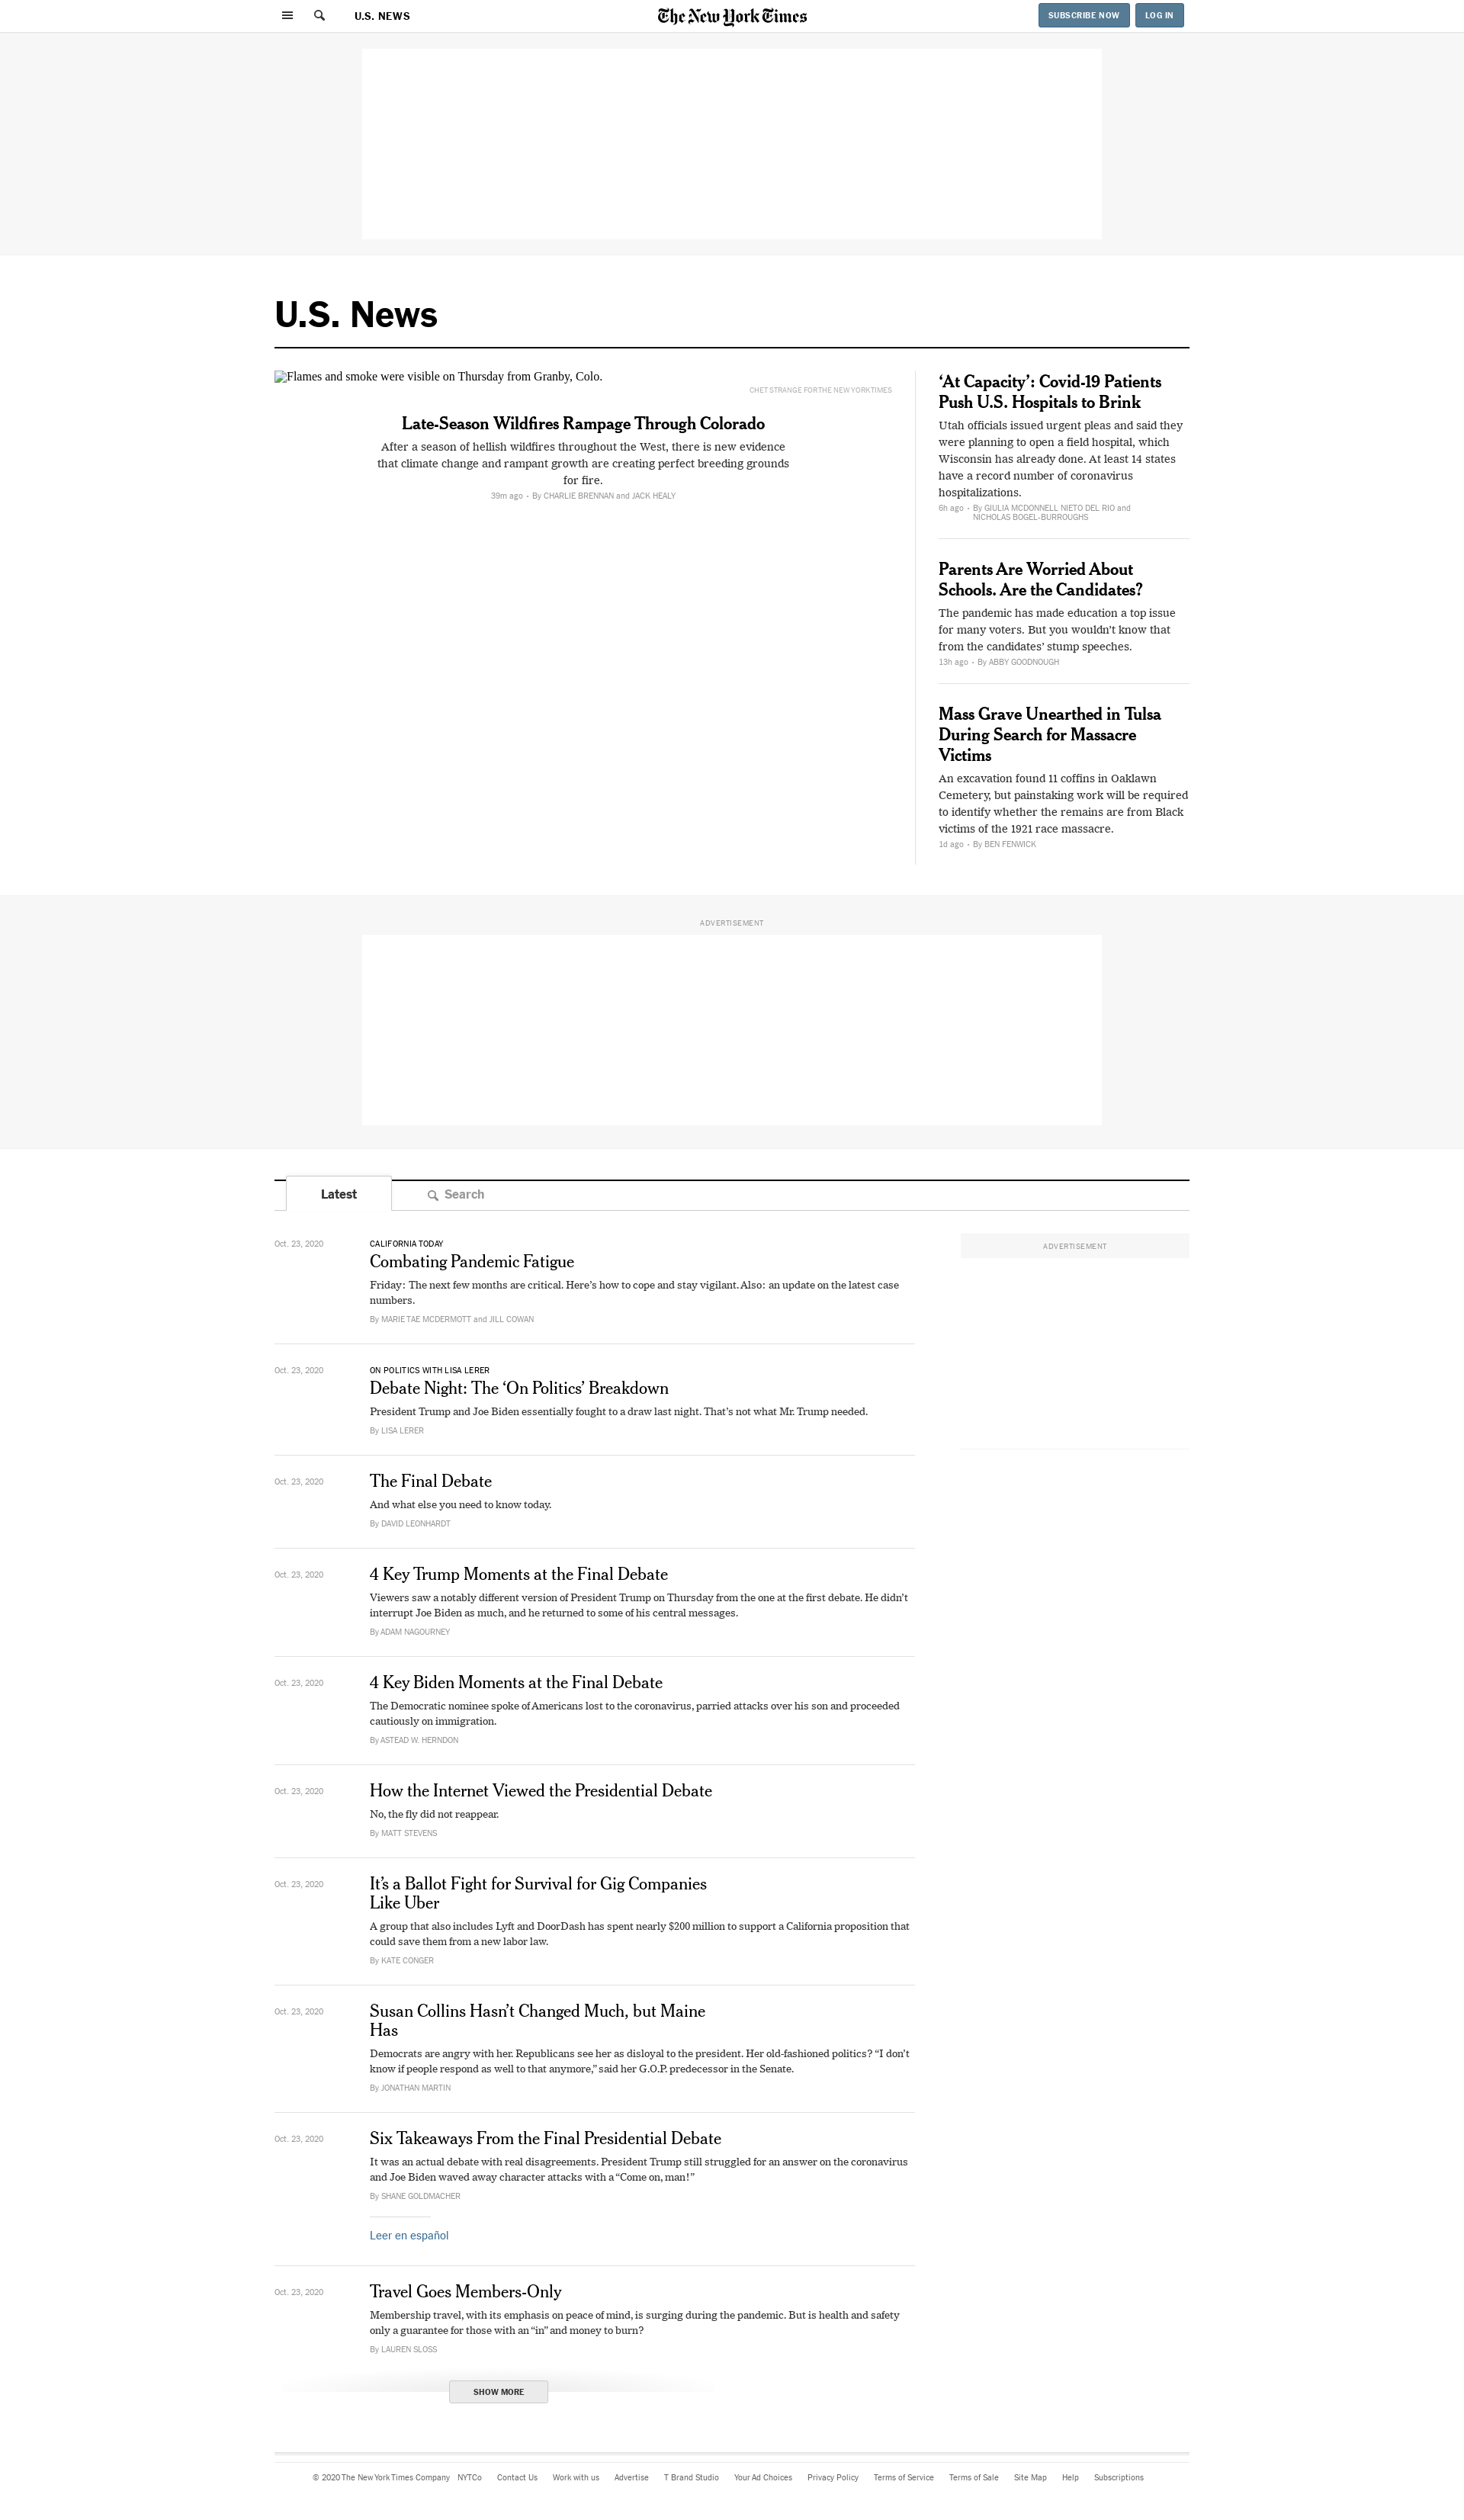 U.S. NEWS
The New York Times
SUBSCRIBE NOW
LOG IN
U.S. News
Flames and smoke were visible on Thursday from Granby, Colo.
CHET STRANGE FOR THE NEW YORK TIMES
Late-Season Wildfires Rampage Through Colorado
After a season of hellish wildfires throughout the West, there is new evidence
that climate change and rampant growth are creating perfect breeding grounds
for fire.
39m ago • By CHARLIE BRENNAN and JACK HEALY
‘At Capacity’: Covid-19 Patients
Push U.S. Hospitals to Brink
Utah officials issued urgent pleas and said they
were planning to open a field hospital, which
Wisconsin has already done. At least 14 states
have a record number of coronavirus
hospitalizations.
6h ago • By GIULIA MCDONNELL NIETO DEL RIO and
NICHOLAS BOGEL-BURROUGHS
Parents Are Worried About
Schools. Are the Candidates?
The pandemic has made education a top issue
for many voters. But you wouldn’t know that
from the candidates’ stump speeches.
13h ago • By ABBY GOODNOUGH
Mass Grave Unearthed in Tulsa
During Search for Massacre
Victims
An excavation found 11 coffins in Oaklawn
Cemetery, but painstaking work will be required
to identify whether the remains are from Black
victims of the 1921 race massacre.
1d ago • By BEN FENWICK
ADVERTISEMENT
Latest
Search
Oct. 23, 2020
CALIFORNIA TODAY
Combating Pandemic Fatigue
Friday: The next few months are critical. Here’s how to cope and stay vigilant. Also: an update on the latest case
numbers.
By MARIE TAE MCDERMOTT and JILL COWAN
ADVERTISEMENT
Oct. 23, 2020
ON POLITICS WITH LISA LERER
Debate Night: The ‘On Politics’ Breakdown
President Trump and Joe Biden essentially fought to a draw last night. That’s not what Mr. Trump needed.
By LISA LERER
Oct. 23, 2020
The Final Debate
And what else you need to know today.
By DAVID LEONHARDT
Oct. 23, 2020
4 Key Trump Moments at the Final Debate
Viewers saw a notably different version of President Trump on Thursday from the one at the first debate. He didn’t
interrupt Joe Biden as much, and he returned to some of his central messages.
By ADAM NAGOURNEY
Oct. 23, 2020
4 Key Biden Moments at the Final Debate
The Democratic nominee spoke of Americans lost to the coronavirus, parried attacks over his son and proceeded
cautiously on immigration.
By ASTEAD W. HERNDON
Oct. 23, 2020
How the Internet Viewed the Presidential Debate
No, the fly did not reappear.
By MATT STEVENS
Oct. 23, 2020
It’s a Ballot Fight for Survival for Gig Companies
Like Uber
A group that also includes Lyft and DoorDash has spent nearly $200 million to support a California proposition that
could save them from a new labor law.
By KATE CONGER
Oct. 23, 2020
Susan Collins Hasn’t Changed Much, but Maine
Has
Democrats are angry with her. Republicans see her as disloyal to the president. Her old-fashioned politics? “I don’t
know if people respond as well to that anymore,” said her G.O.P. predecessor in the Senate.
By JONATHAN MARTIN
Oct. 23, 2020
Six Takeaways From the Final Presidential Debate
It was an actual debate with real disagreements. President Trump still struggled for an answer on the coronavirus
and Joe Biden waved away character attacks with a “Come on, man!”
By SHANE GOLDMACHER
Leer en español
Oct. 23, 2020
Travel Goes Members-Only
Membership travel, with its emphasis on peace of mind, is surging during the pandemic. But is health and safety
only a guarantee for those with an “in” and money to burn?
By LAUREN SLOSS
SHOW MORE
© 2020 The New York Times Company NYTCo Contact Us Work with us Advertise T Brand Studio Your Ad Choices Privacy Policy Terms of Service Terms of Sale Site Map Help Subscriptions